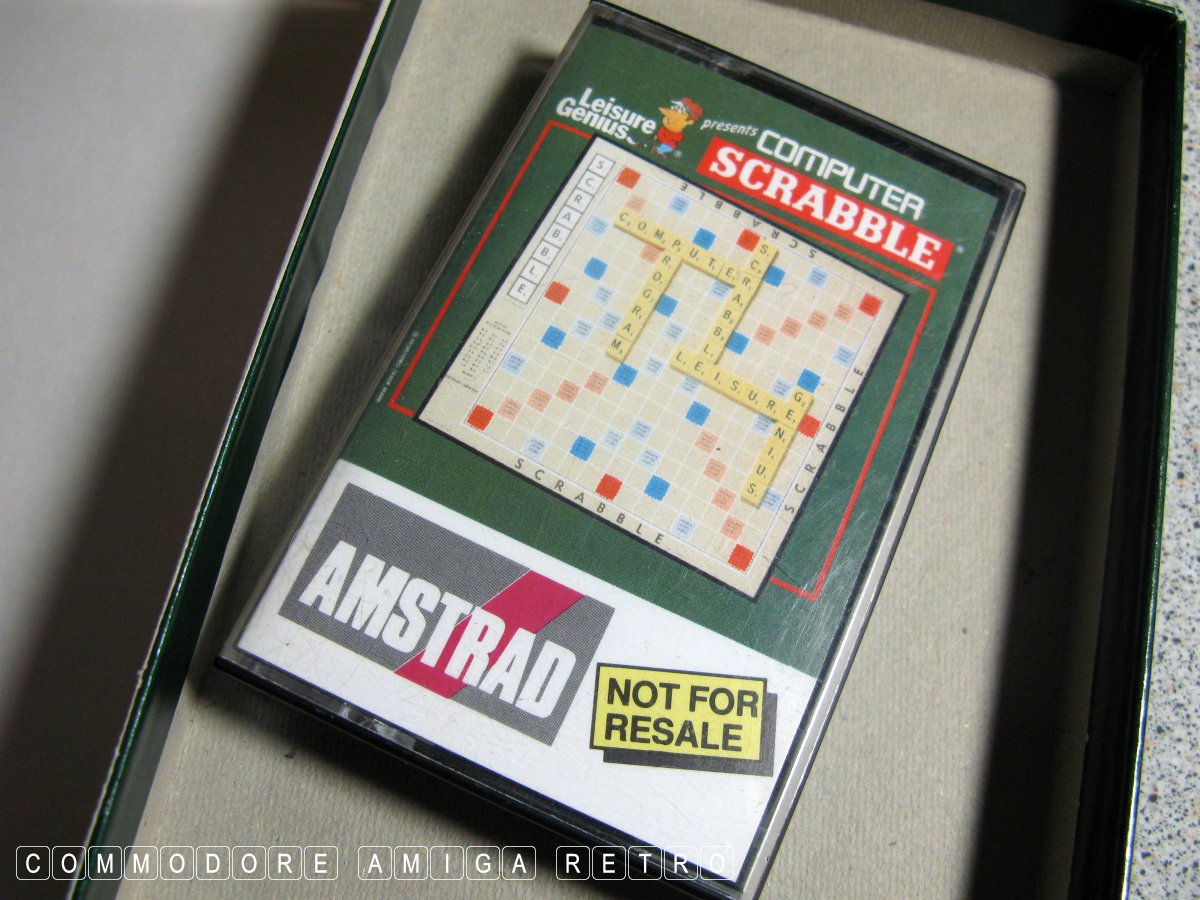 Leisure
Genius
presents
COMPUTER
SCRABBLE
SCRABBLE
SCRABBLE
SCRABBLE
COMPUTER
PROGRAM
SCRABBLE
LEISURE
GENIUS
SCRABBLE
SCRABBLE
AMSTRAD
NOT FOR
RESALE
COMMODORE AMIGA RETRO